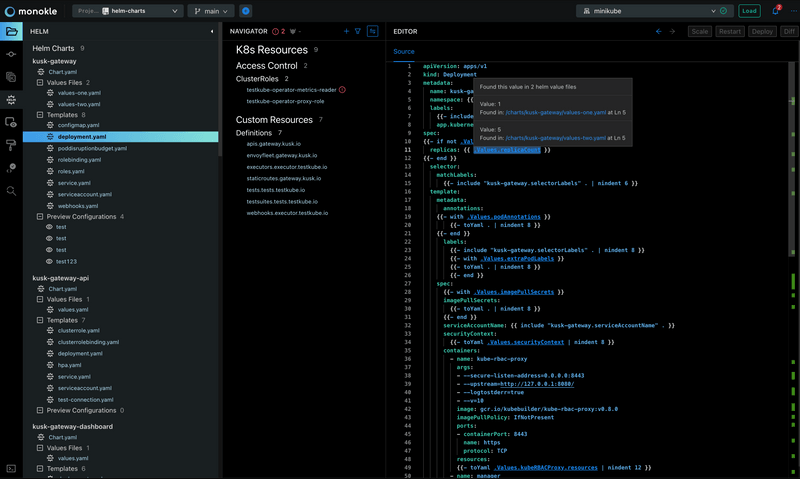 monokle
Proje... helm-charts
main
minikube
Load
2
HELM
Helm Charts 9
kusk-gateway
Chart.yaml
Values Files 2
values-one.yaml
values-two.yaml
Templates 8
configmap.yaml
deployment.yaml
poddisruptionbudget.yaml
rolebinding.yaml
roles.yaml
service.yaml
serviceaccount.yaml
webhooks.yaml
Preview Configurations 4
test
test
test
test123
kusk-gateway-api
Chart.yaml
Values Files 1
values.yaml
Templates 7
clusterrole.yaml
clusterrolebinding.yaml
deployment.yaml
hpa.yaml
service.yaml
serviceaccount.yaml
test-connection.yaml
Preview Configurations 0
kusk-gateway-dashboard
Chart.yaml
Values Files 1
values.yaml
Templates 6
NAVIGATOR 2
K8s Resources 9
Access Control 2
ClusterRoles 2
testkube-operator-metrics-reader
testkube-operator-proxy-role
Custom Resources 7
Definitions 7
apis.gateway.kusk.io
envoyfleet.gateway.kusk.io
executors.executor.testkube.io
staticroutes.gateway.kusk.io
tests.tests.testkube.io
testsuites.tests.testkube.io
webhooks.executor.testkube.io
EDITOR
Scale Restart Deploy Diff
Source
1 apiVersion: apps/v1
2 kind: Deployment
3 metadata:
4 name: kusk-ga
5 namespace: {{
6 labels:
7 {{- include
8 app.kuberne
9 spec:
10 {{- if not .Val
11 replicas: {{ .Values.replicaCount }}
12 {{- end }}
13 selector:
14 matchLabels:
15 {{- include "kusk-gateway.selectorLabels" . | nindent 6 }}
16 template:
17 metadata:
18 annotations:
19 {{- with .Values.podAnnotations }}
20 {{- toYaml . | nindent 8 }}
21 {{- end }}
22 labels:
23 {{- include "kusk-gateway.selectorLabels" . | nindent 8 }}
24 {{- with .Values.extraPodLabels }}
25 {{- toYaml . | nindent 8 }}
26 {{- end }}
27 spec:
28 {{- with .Values.imagePullSecrets }}
29 imagePullSecrets:
30 {{- toYaml . | nindent 8 }}
31 {{- end }}
32 serviceAccountName: {{ include "kusk-gateway.serviceAccountName" . }}
33 securityContext:
34 {{- toYaml .Values.securityContext | nindent 8 }}
35 containers:
36 - name: kube-rbac-proxy
37 args:
38 - --secure-listen-address=0.0.0.0:8443
39 - --upstream=http://127.0.0.1:8080/
40 - --logtostderr=true
41 - --v=10
42 image: gcr.io/kubebuilder/kube-rbac-proxy:v0.8.0
43 imagePullPolicy: IfNotPresent
44 ports:
45 - containerPort: 8443
46 name: https
47 protocol: TCP
48 resources:
49 {{- toYaml .Values.kubeRBACProxy.resources | nindent 12 }}
50 - name: manager
Found this value in 2 helm value files
Value: 1
Found in: /charts/kusk-gateway/values-one.yaml at Ln 5
Value: 5
Found in: /charts/kusk-gateway/values-two.yaml at Ln 5